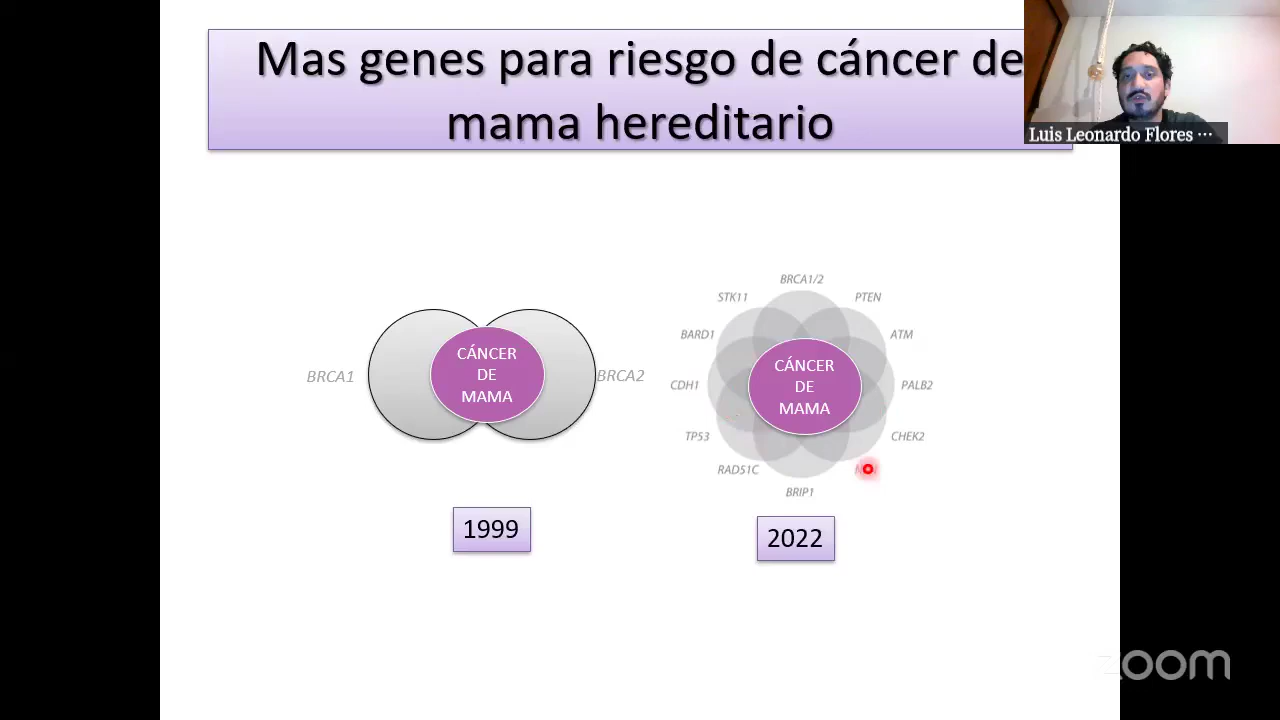 Mas genes para riesgo de cáncer de
mama hereditario
Luis Leonardo Flores ...
BRCA1
CÁNCER
DE
MAMA
BRCA2
1999
BRCA1/2
STK11
PTEN
BARD1
ATM
CDH1
CÁNCER
DE
MAMA
PALB2
TP53
CHEK2
RAD51C
BRIP1
2022
zoom